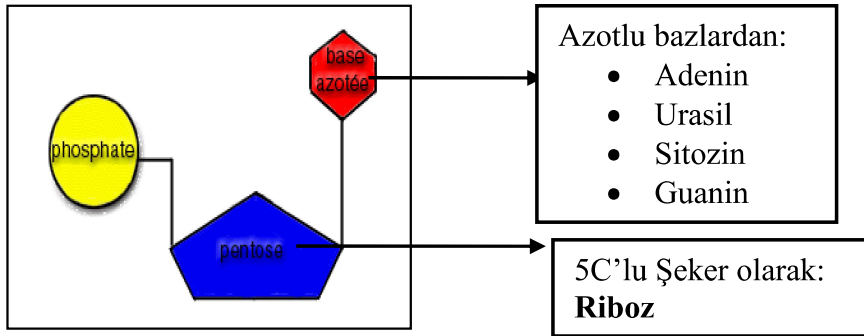 base
azotée
phosphate
pentose
Azotlu bazlardan:
• Adenin
• Urasil
• Sitozin
• Guanin
5C'lu Şeker olarak:
Riboz